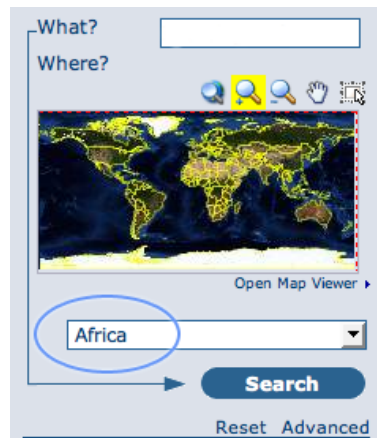 What?
Where?
Open Map Viewer
Africa
Search
Reset Advanced